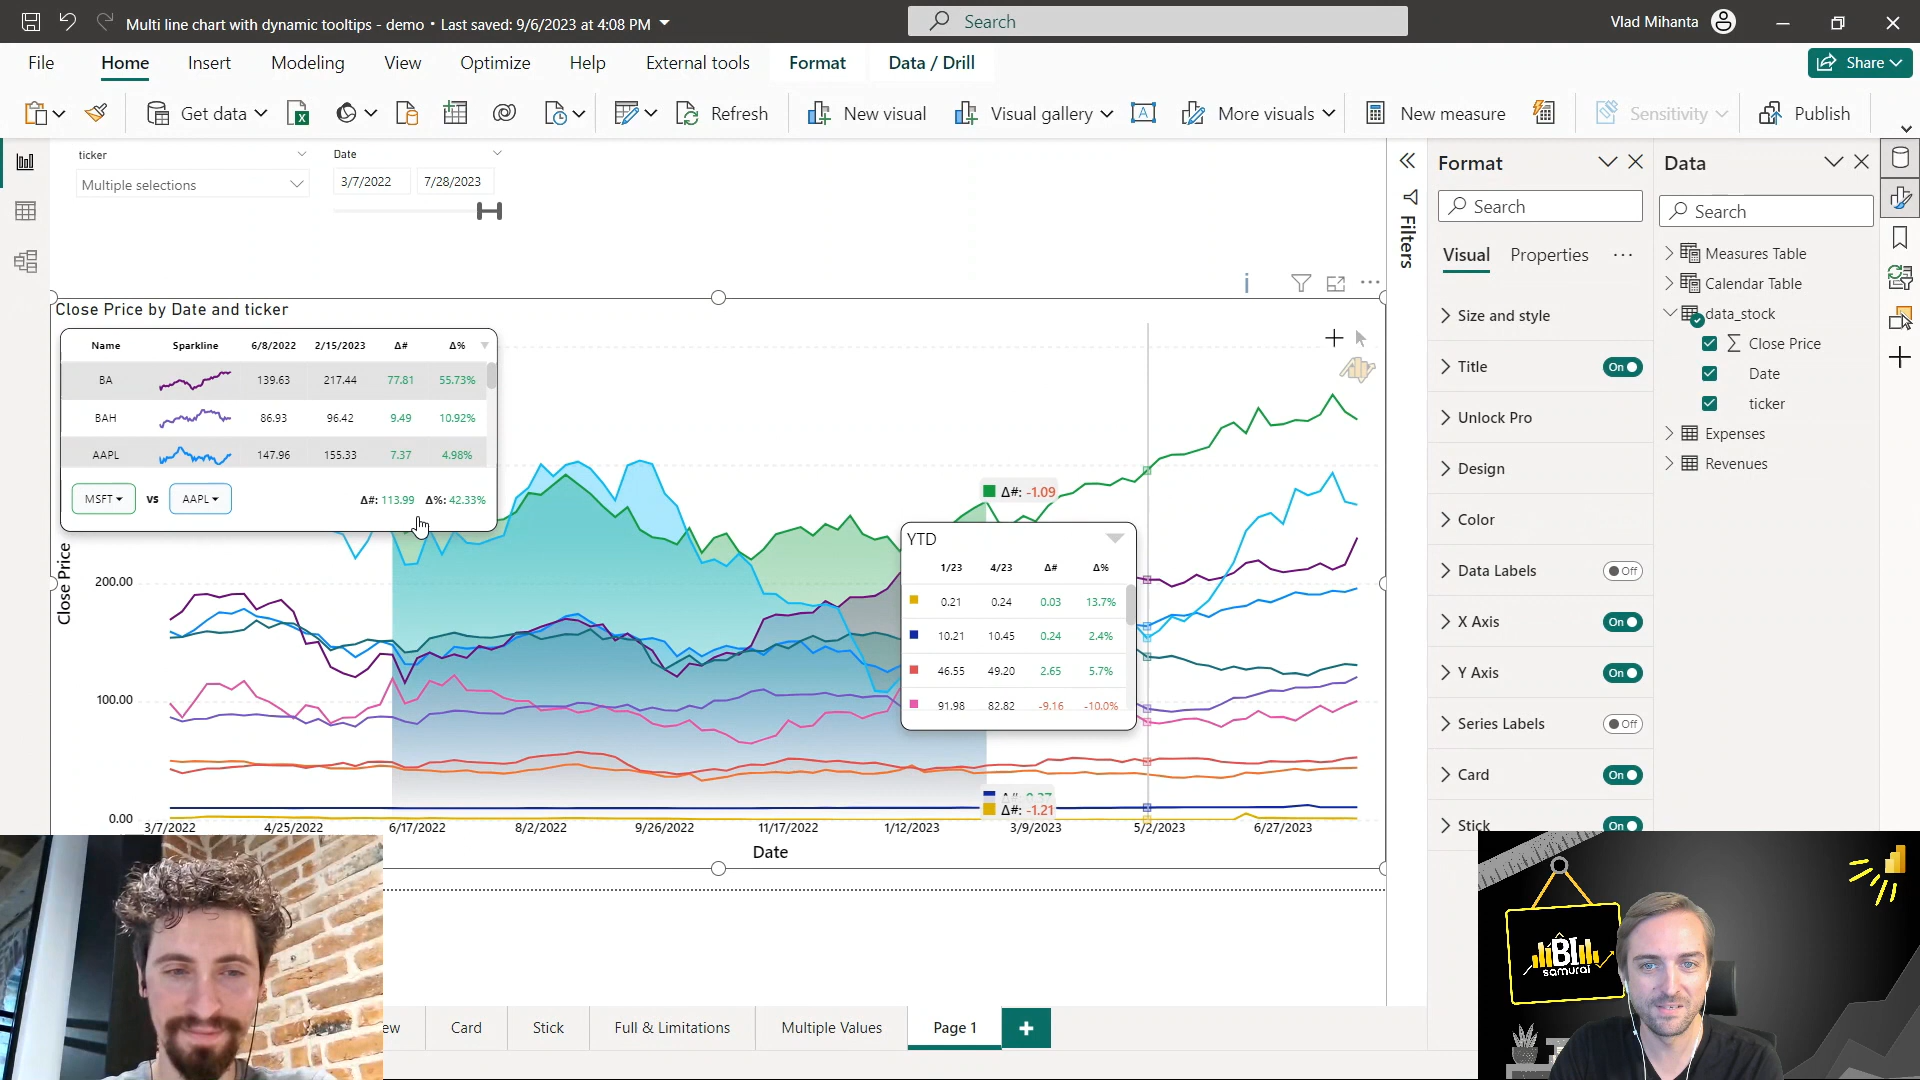 Multi line chart with dynamic tooltips - demo • Last saved: 9/6/2023 at 4:08 PM
Search
Vlad Mihanta
File Home Insert Modeling View Optimize Help External tools Format Data / Drill
Share
Get data
Refresh
New visual
Visual gallery
More visuals
New measure
Sensitivity
Publish
ticker
Multiple selections
Date
3/7/2022 7/28/2023
Filters
Close Price by Date and ticker
Name Sparkline 6/8/2022 2/15/2023 Δ# Δ%
BA 139.63 217.44 77.81 55.73%
BAH 86.93 96.42 9.49 10.92%
AAPL 147.96 155.33 7.37 4.98%
MSFT vs AAPL Δ#: 113.99 Δ%: 42.33%
Δ#: -1.09
YTD
1/23 4/23 Δ# Δ%
0.21 0.24 0.03 13.7%
10.21 10.45 0.24 2.4%
46.55 49.20 2.65 5.7%
91.98 82.82 -9.16 -10.0%
Δ#: -1.21
Close Price
200.00
100.00
0.00
3/7/2022 4/25/2022 6/17/2022 8/2/2022 9/26/2022 11/17/2022 1/12/2023 3/9/2023 5/2/2023 6/27/2023
Date
Format
Search
Visual Properties
Size and style
Title On
Unlock Pro
Design
Color
Data Labels Off
X Axis On
Y Axis On
Series Labels Off
Card On
Stick On
Data
Search
Measures Table
Calendar Table
data_stock
Close Price
Date
ticker
Expenses
Revenues
ew Card Stick Full & Limitations Multiple Values Page 1
BI
samurai